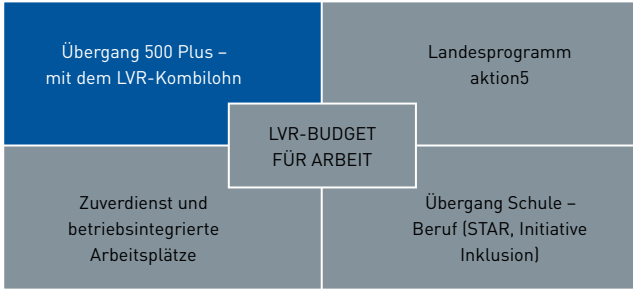 Übergang 500 Plus –
mit dem LVR-Kombilohn
Landesprogramm
aktion5
LVR-BUDGET
FÜR ARBEIT
Zuverdienst und
betriebsintegrierte
Arbeitsplätze
Übergang Schule –
Beruf (STAR, Initiative
Inklusion)